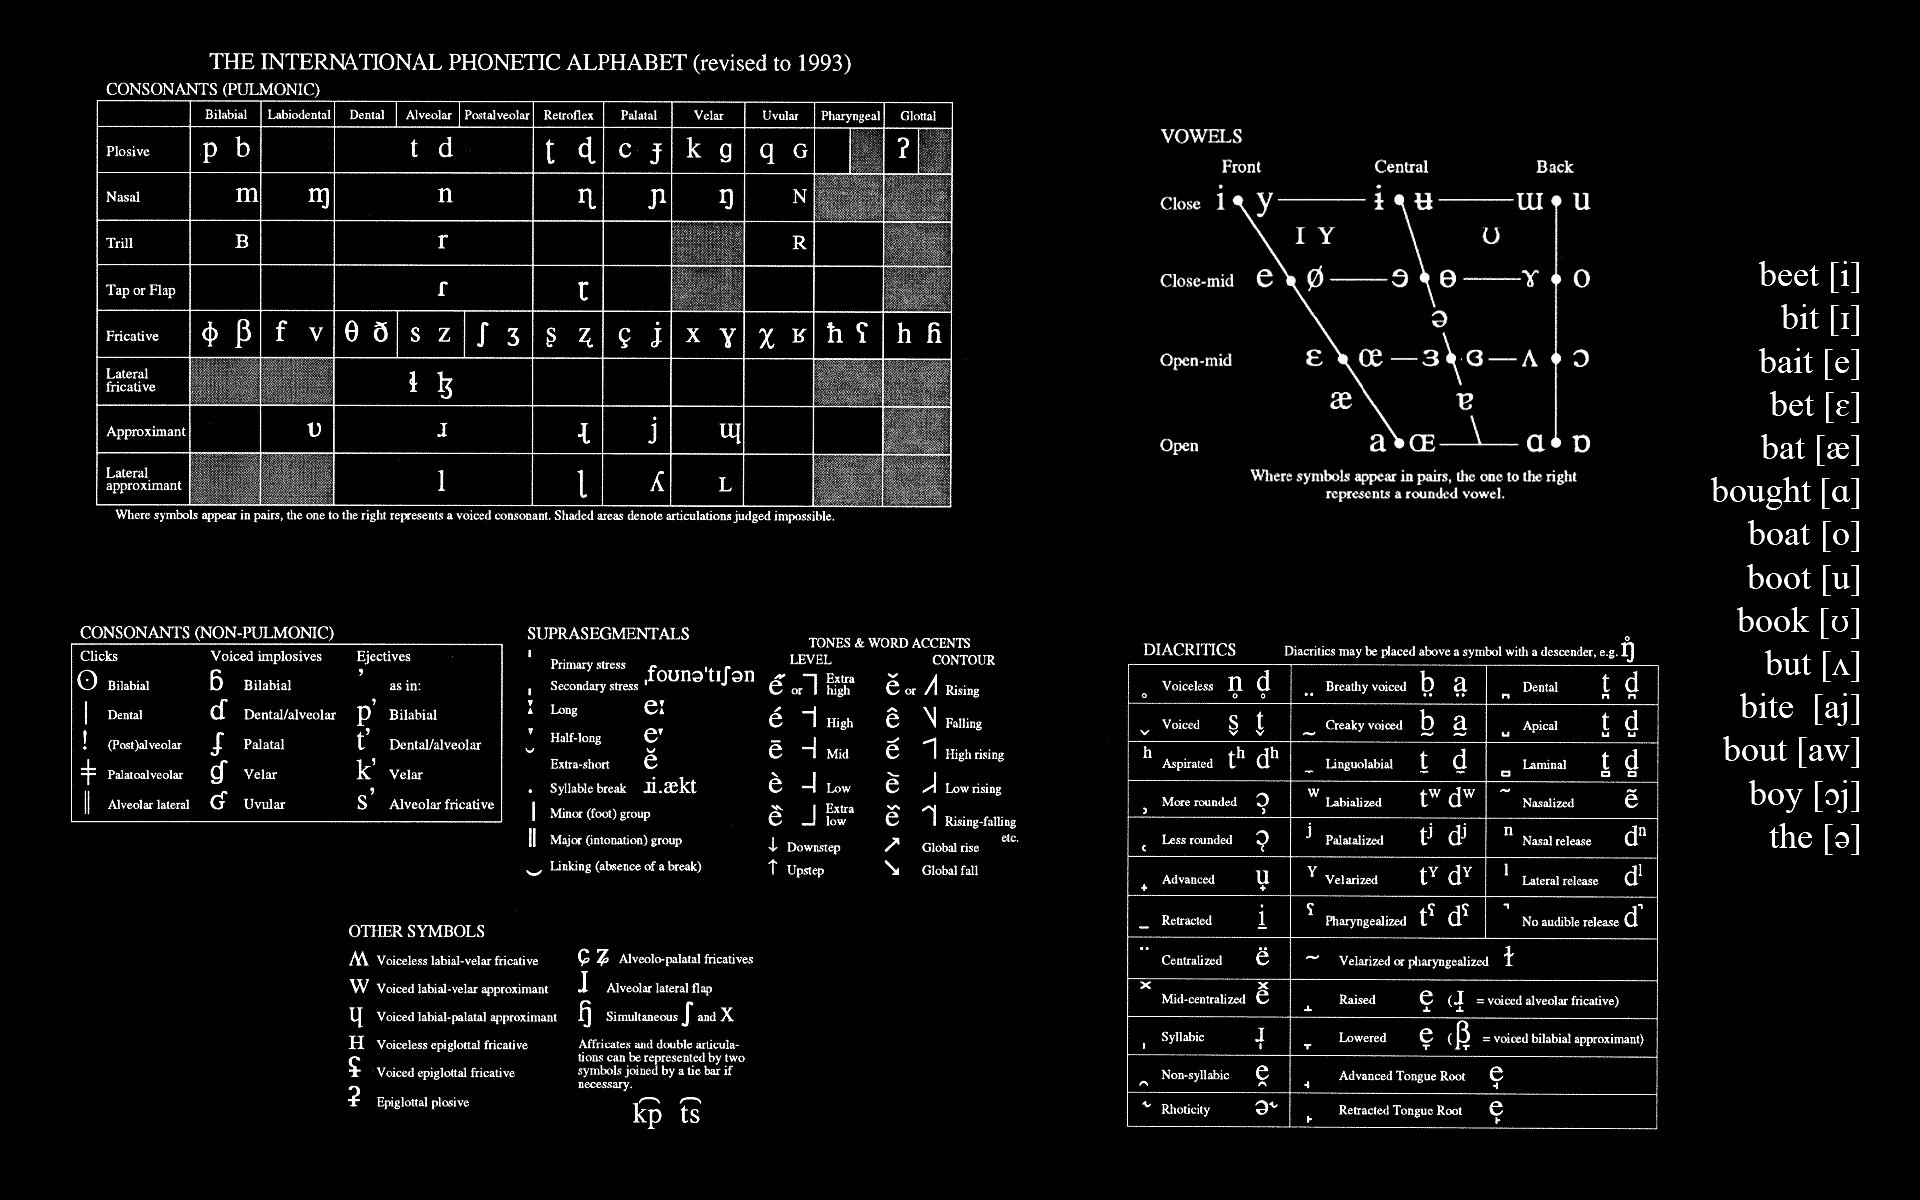 THE INTERNATIONAL PHONETIC ALPHABET (revised to 1993)
CONSONANTS (PULMONIC)
Bilabial Labiodental Dental Alveolar Postalveolar Retroflex Palatal Velar Uvular Pharyngeal Glottal
Plosive p b t d ʈ ɖ c ɟ k ɡ q ɢ ʔ
Nasal m ɱ n ɳ ɲ ŋ ɴ
Trill ʙ r ʀ
Tap or Flap ɾ ɽ
Fricative ɸ β f v θ ð s z ʃ ʒ ʂ ʐ ç ʝ x ɣ χ ʁ ħ ʕ h ɦ
Lateral fricative ɬ ɮ
Approximant ʋ ɹ ɻ j ɰ
Lateral approximant l ɭ ʎ ʟ
Where symbols appear in pairs, the one to the right represents a voiced consonant. Shaded areas denote articulations judged impossible.
VOWELS
Front Central Back
Close i y ɨ ʉ ɯ u
ɪ ʏ ʊ
Close-mid e ø ɘ ɵ ɤ o
ə
Open-mid ɛ œ ɜ ɞ ʌ ɔ
æ ɐ
Open a Œ ɑ ɒ
Where symbols appear in pairs, the one to the right
represents a rounded vowel.
beet [i]
bit [ɪ]
bait [e]
bet [ɛ]
bat [æ]
bought [ɑ]
boat [o]
boot [u]
book [ʊ]
but [ʌ]
bite [aj]
bout [aw]
boy [ɔj]
the [ə]
CONSONANTS (NON-PULMONIC)
Clicks Voiced implosives Ejectives
ʘ Bilabial ɓ Bilabial ʼ as in:
ǀ Dental ɗ Dental/alveolar pʼ Bilabial
ǃ (Post)alveolar ʄ Palatal tʼ Dental/alveolar
ǂ Palatoalveolar ɠ Velar kʼ Velar
ǁ Alveolar lateral ʛ Uvular sʼ Alveolar fricative
SUPRASEGMENTALS
ˈ Primary stress
ˌ Secondary stress ˌfoʊnəˈtɪʃən
ː Long eː
ˑ Half-long eˑ
˘ Extra-short ĕ
. Syllable break ɹi.ækt
| Minor (foot) group
‖ Major (intonation) group
‿ Linking (absence of a break)
TONES & WORD ACCENTS
LEVEL CONTOUR
e̋ or ˥ Extra high ě or ˩˥ Rising
é ˦ High ê ˥˩ Falling
ē ˧ Mid e᷄ ˦˥ High rising
è ˨ Low e᷅ ˩˨ Low rising
ȅ ˩ Extra low e᷈ ˧˦˧ Rising-falling
etc.
↓ Downstep ↗ Global rise
↑ Upstep ↘ Global fall
DIACRITICS Diacritics may be placed above a symbol with a descender, e.g. ŋ̊
̥ Voiceless n̥ d̥ ̤ Breathy voiced b̤ a̤ ̪ Dental t̪ d̪
̬ Voiced s̬ t̬ ̰ Creaky voiced b̰ a̰ ̺ Apical t̺ d̺
ʰ Aspirated tʰ dʰ ̼ Linguolabial t̼ d̼ ̻ Laminal t̻ d̻
̹ More rounded ɔ̹ ʷ Labialized tʷ dʷ ̃ Nasalized ẽ
̜ Less rounded ɔ̜ ʲ Palatalized tʲ dʲ ⁿ Nasal release dⁿ
̟ Advanced u̟ ˠ Velarized tˠ dˠ ˡ Lateral release dˡ
̠ Retracted i̠ ˤ Pharyngealized tˤ dˤ ̚ No audible release d̚
̈ Centralized ë ̴ Velarized or pharyngealized ɫ
̽ Mid-centralized e̽ ̝ Raised e̝ (ɹ̝ = voiced alveolar fricative)
̩ Syllabic ɹ̩ ̞ Lowered e̞ (β̞ = voiced bilabial approximant)
̯ Non-syllabic e̯ ̘ Advanced Tongue Root e̘
˞ Rhoticity ə˞ ̙ Retracted Tongue Root e̙
OTHER SYMBOLS
ʍ Voiceless labial-velar fricative
w Voiced labial-velar approximant
ɥ Voiced labial-palatal approximant
ʜ Voiceless epiglottal fricative
ʢ Voiced epiglottal fricative
ʡ Epiglottal plosive
ɕ ʑ Alveolo-palatal fricatives
ɺ Alveolar lateral flap
ɧ Simultaneous ʃ and X
Affricates and double articula-
tions can be represented by two
symbols joined by a tie bar if
necessary.
k͡p t͡s